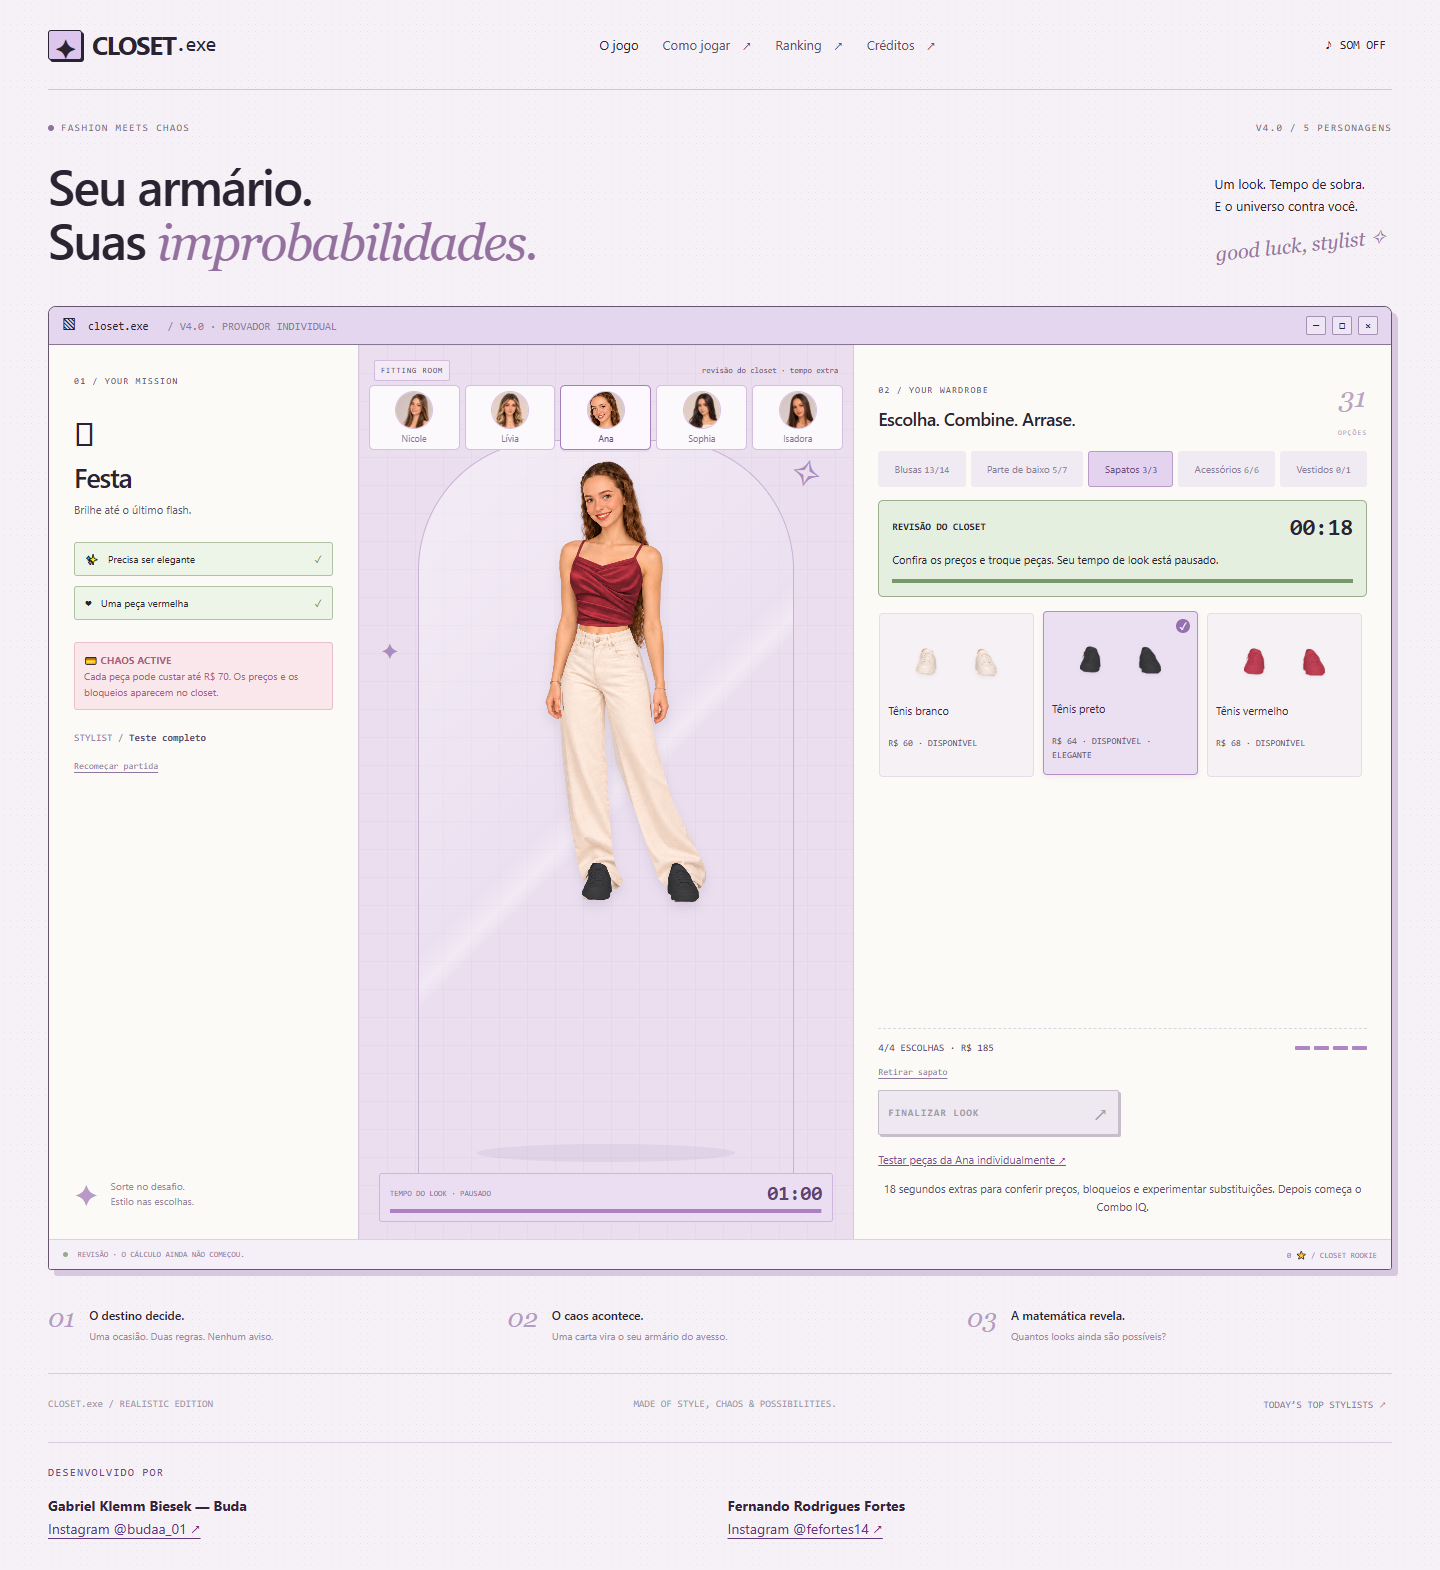 CLOSET.exe
O jogo
Como jogar ↗
Ranking ↗
Créditos ↗
♪ SOM OFF
FASHION MEETS CHAOS
V4.0 / 5 PERSONAGENS
Seu armário.
Suas improbabilidades.
Um look. Tempo de sobra.
E o universo contra você.
good luck, stylist ✧
closet.exe / V4.0 · PROVADOR INDIVIDUAL
01 / YOUR MISSION
Festa
Brilhe até o último flash.
Precisa ser elegante ✓
♥ Uma peça vermelha ✓
CHAOS ACTIVE
Cada peça pode custar até R$ 70. Os preços e os
bloqueios aparecem no closet.
STYLIST / Teste completo
Recomeçar partida
Sorte no desafio.
Estilo nas escolhas.
FITTING ROOM
revisão do closet · tempo extra
Nicole
Lívia
Ana
Sophia
Isadora
TEMPO DO LOOK · PAUSADO
01:00
02 / YOUR WARDROBE
Escolha. Combine. Arrase.
31
OPÇÕES
Blusas 13/14
Parte de baixo 5/7
Sapatos 3/3
Acessórios 6/6
Vestidos 0/1
REVISÃO DO CLOSET
00:18
Confira os preços e troque peças. Seu tempo de look está pausado.
Tênis branco
R$ 60 · DISPONÍVEL
Tênis preto
R$ 64 · DISPONÍVEL ·
ELEGANTE
Tênis vermelho
R$ 68 · DISPONÍVEL
4/4 ESCOLHAS · R$ 185
Retirar sapato
FINALIZAR LOOK ↗
Testar peças da Ana individualmente ↗
18 segundos extras para conferir preços, bloqueios e experimentar substituições. Depois começa o
Combo IQ.
REVISÃO · O CÁLCULO AINDA NÃO COMEÇOU.
0 ⭐ / CLOSET ROOKIE
01
O destino decide.
Uma ocasião. Duas regras. Nenhum aviso.
02
O caos acontece.
Uma carta vira o seu armário do avesso.
03
A matemática revela.
Quantos looks ainda são possíveis?
CLOSET.exe / REALISTIC EDITION
MADE OF STYLE, CHAOS & POSSIBILITIES.
TODAY'S TOP STYLISTS ↗
DESENVOLVIDO POR
Gabriel Klemm Biesek — Buda
Instagram @budaa_01 ↗
Fernando Rodrigues Fortes
Instagram @fefortes14 ↗